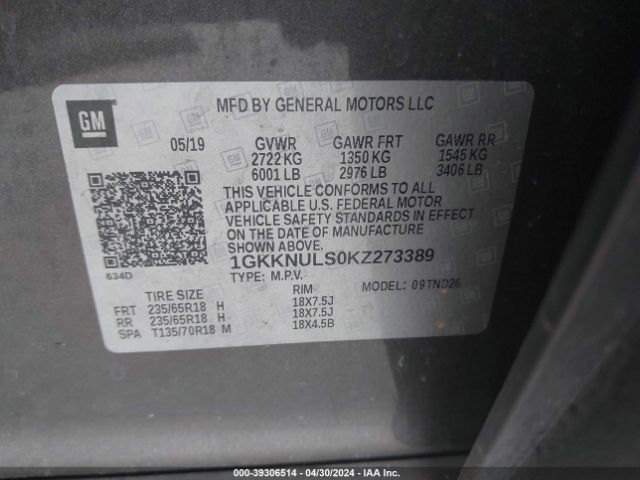 GM
MFD BY GENERAL MOTORS LLC
05/19 GVWR GAWR FRT GAWR RR
2722 KG 1350 KG 1545 KG
6001 LB 2976 LB 3406 LB
THIS VEHICLE CONFORMS TO ALL
APPLICABLE U.S. FEDERAL MOTOR
VEHICLE SAFETY STANDARDS IN EFFECT
ON THE DATE OF MANUFACTURE
SHOWN ABOVE.
634D
1GKKNULS0KZ273389
TYPE: M.P.V. MODEL: 09TND26
TIRE SIZE RIM
FRT 235/65R18 H 18X7.5J
RR 235/65R18 H 18X7.5J
SPA T135/70R18 M 18X4.5B
000-39306514 / 04/30/2024 - IAA Inc.